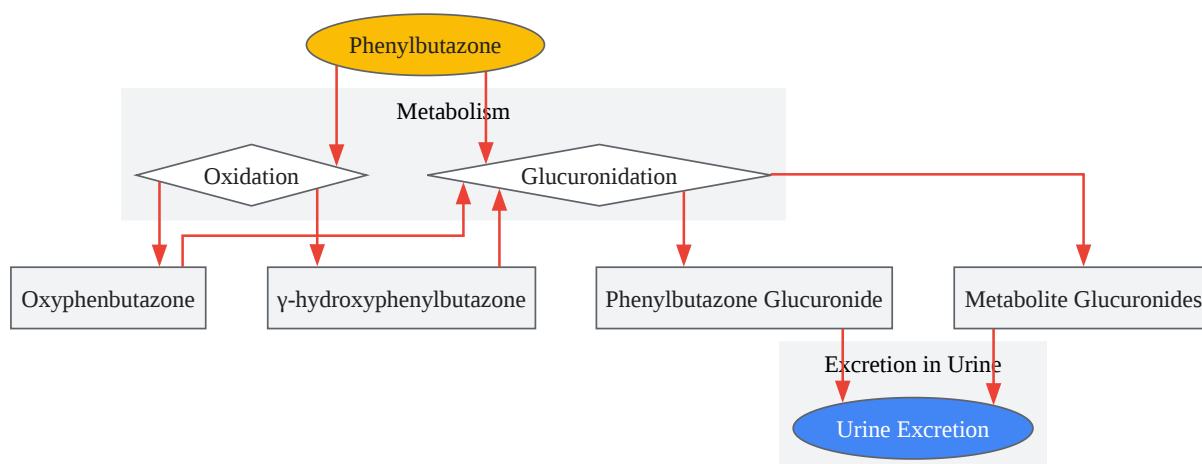 Phenylbutazone
Metabolism
Oxidation
Glucuronidation
Oxyphenbutazone
γ-hydroxyphenylbutazone
Phenylbutazone Glucuronide
Metabolite Glucuronides
Excretion in Urine
Urine Excretion